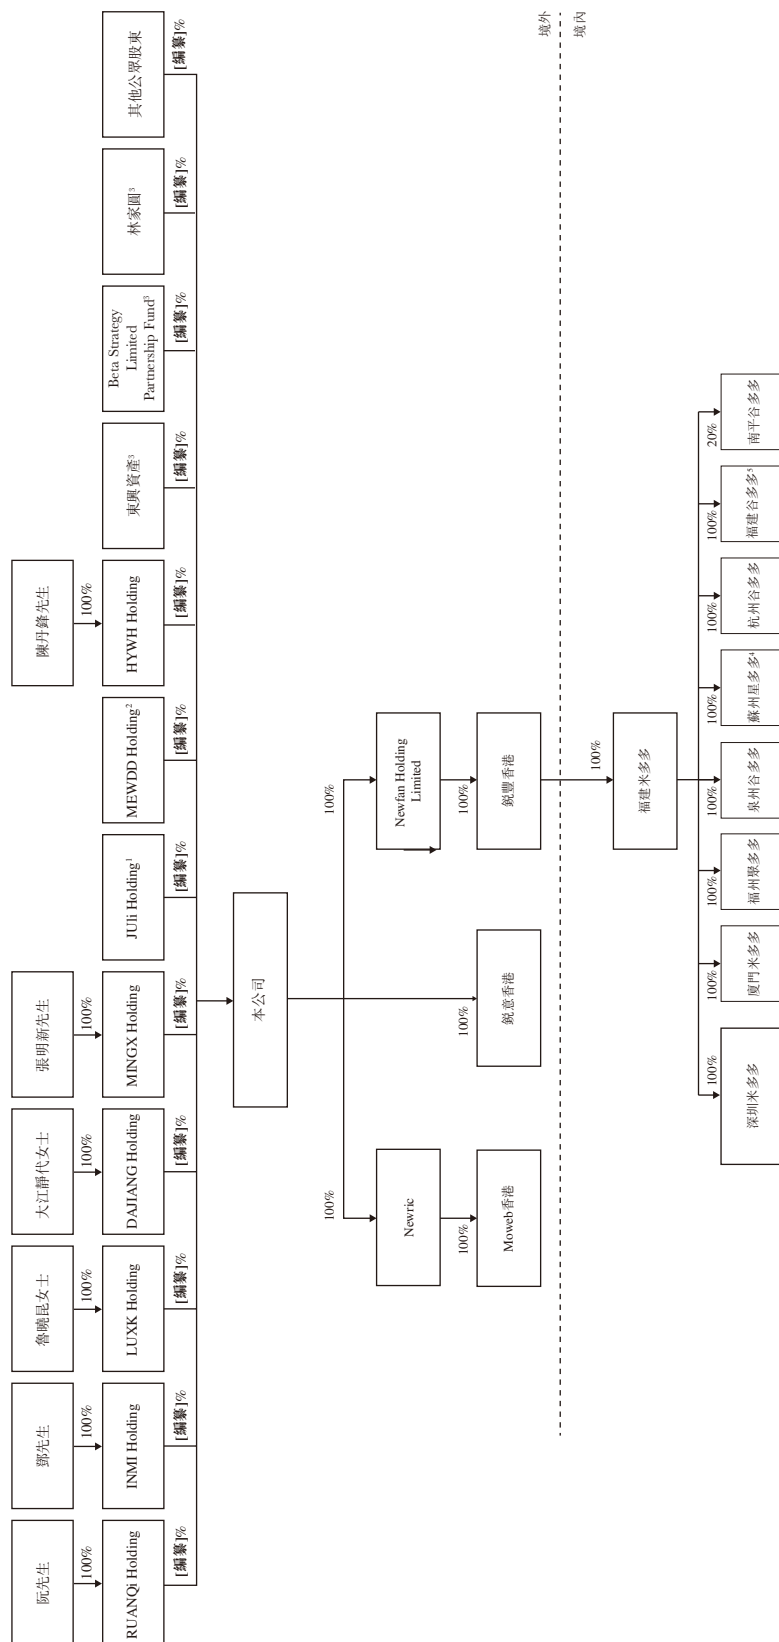 阮先生
鄧先生
魯曉昆女士
大江靜代女士
張明新先生
陳丹鋒先生
100%
100%
100%
100%
100%
100%
RUANQi Holding
INMI Holding
LUXK Holding
DAJIANG Holding
MINGX Holding
JUli Holding¹
MEWDD Holding²
HYWH Holding
東興資產³
Beta Strategy
Limited
Partnership Fund³
林家圓³
其他公眾股東
[編纂]%
[編纂]%
[編纂]%
[編纂]%
[編纂]%
[編纂]%
[編纂]%
[編纂]%
[編纂]%
[編纂]%
[編纂]%
[編纂]%
本公司
100%
100%
Newric
Newfan Holding
Limited
100%
100%
100%
Moweb香港
鋭意香港
鋭豐香港
境外
境內
100%
福建米多多
100%
100%
100%
100%
100%
100%
100%
20%
深圳米多多
廈門米多多
福州聚多多
泉州谷多多
蘇州星多多⁴
杭州谷多多
福建谷多多⁵
南平谷多多